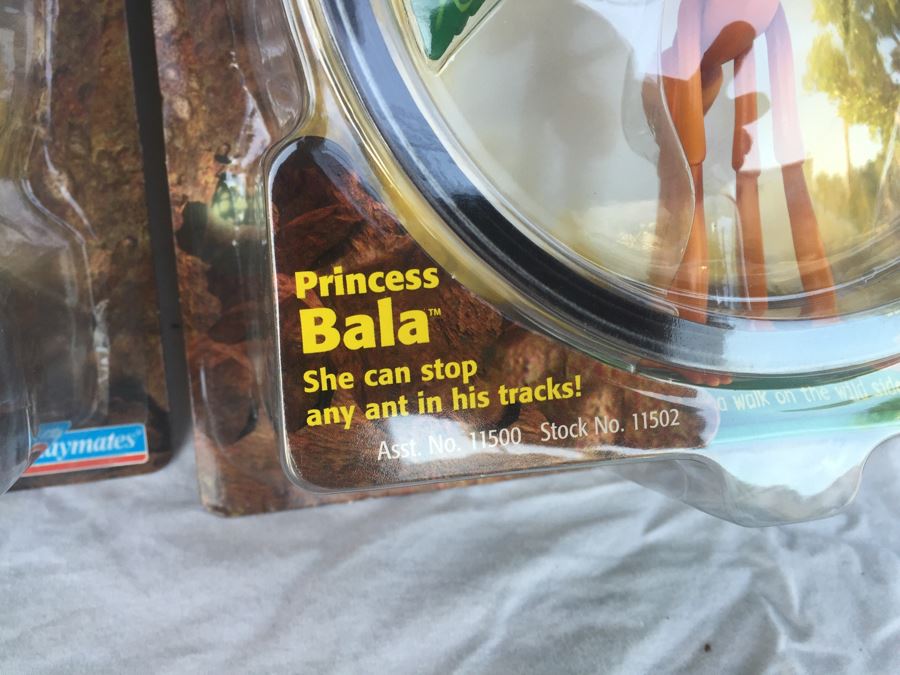 Princess
Bala™
She can stop
any ant in his tracks!
Asst. No. 11500 Stock No. 11502
a walk on the wild side
aymates®